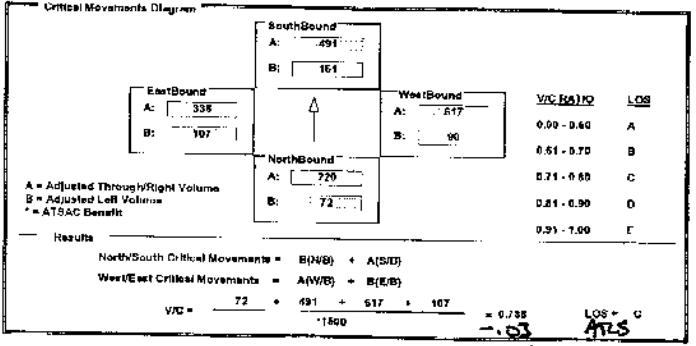 Critical Movements Diagram
SouthBound
A: 491
B: 161
EastBound
A: 338
B: 107
WestBound
A: 617
B: 90
NorthBound
A:
B: 72
A = Adjusted Through/Right Volume
B = Adjusted Left Volume
* = ATSAC Benefit
V/C RATIO LOS
0.00 - 0.60 A
0.61 - 0.70 B
0.71 - 0.80 C
0.81 - 0.90 D
0.91 - 1.00 E
Results
North/South Critical Movements = B(N/B) + A(S/B)
West/East Critical Movements = A(W/B) + B(E/B)
V/C = 72 + 491 + 617 + 107
*1500
= 0.788 LOS = C
-.03